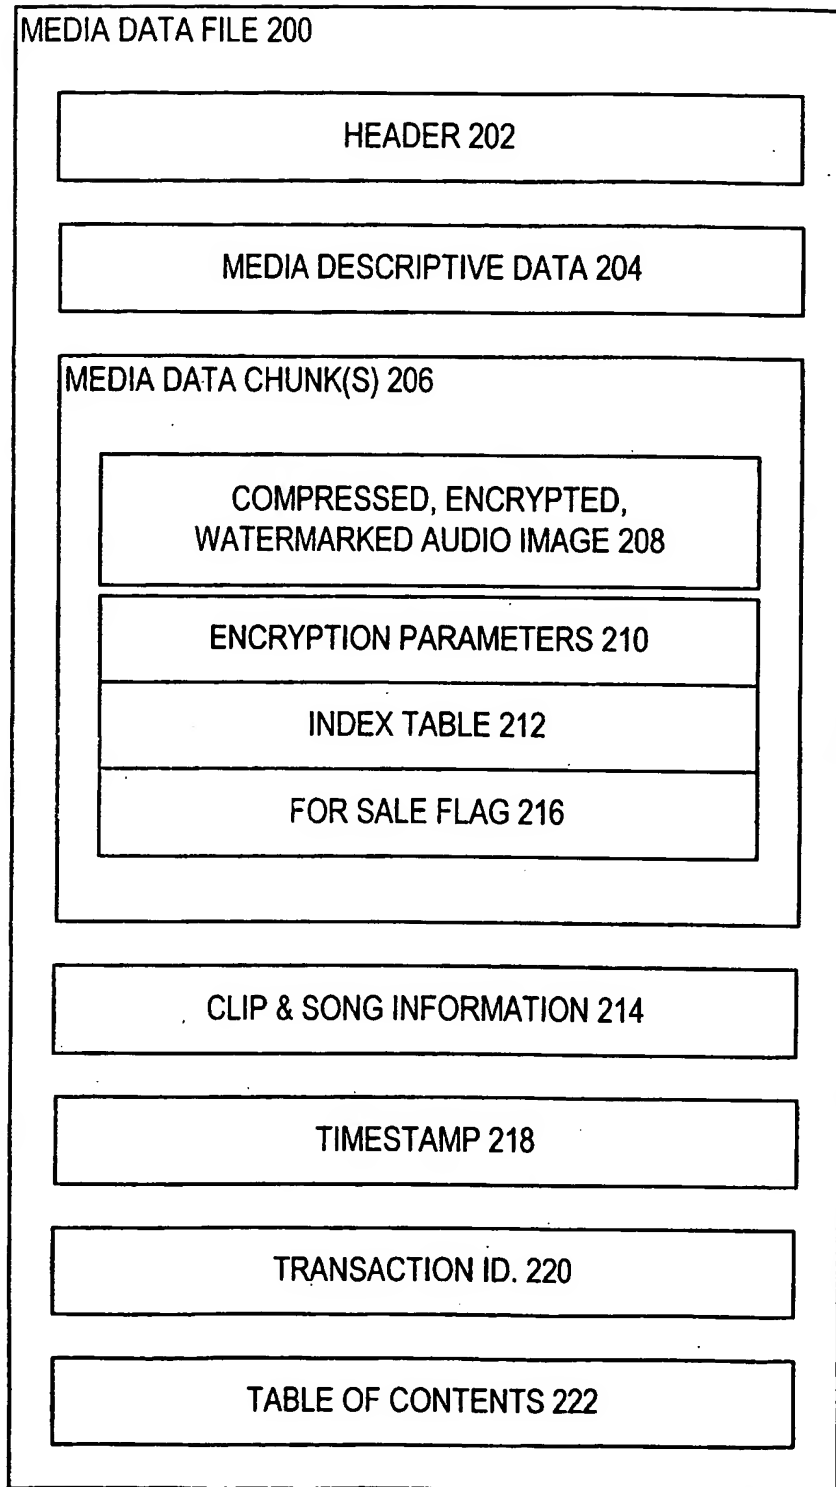 MEDIA DATA FILE 200
HEADER 202
MEDIA DESCRIPTIVE DATA 204
MEDIA DATA CHUNK(S) 206
COMPRESSED, ENCRYPTED,
WATERMARKED AUDIO IMAGE 208
ENCRYPTION PARAMETERS 210
INDEX TABLE 212
FOR SALE FLAG 216
CLIP & SONG INFORMATION 214
TIMESTAMP 218
TRANSACTION ID. 220
TABLE OF CONTENTS 222